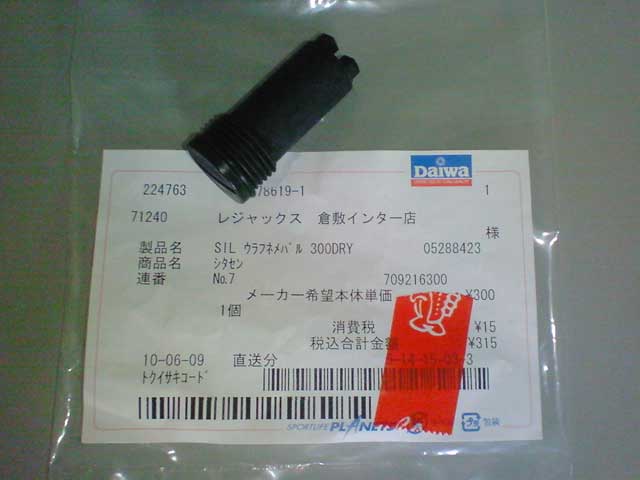 Daiwa
224763 78619-1 1
71240 レジャックス 倉敷インター店
様
製品名 SIL ウラフネメバル 300DRY 05288423
商品名 シタセン
連番 No.7 709216300
メーカー希望本体単価 ¥300
1個
消費税 ¥15
税込合計金額 ¥315
10-06-09 直送分
トクイサキコード
SPORTLIFE PLANETS 包装